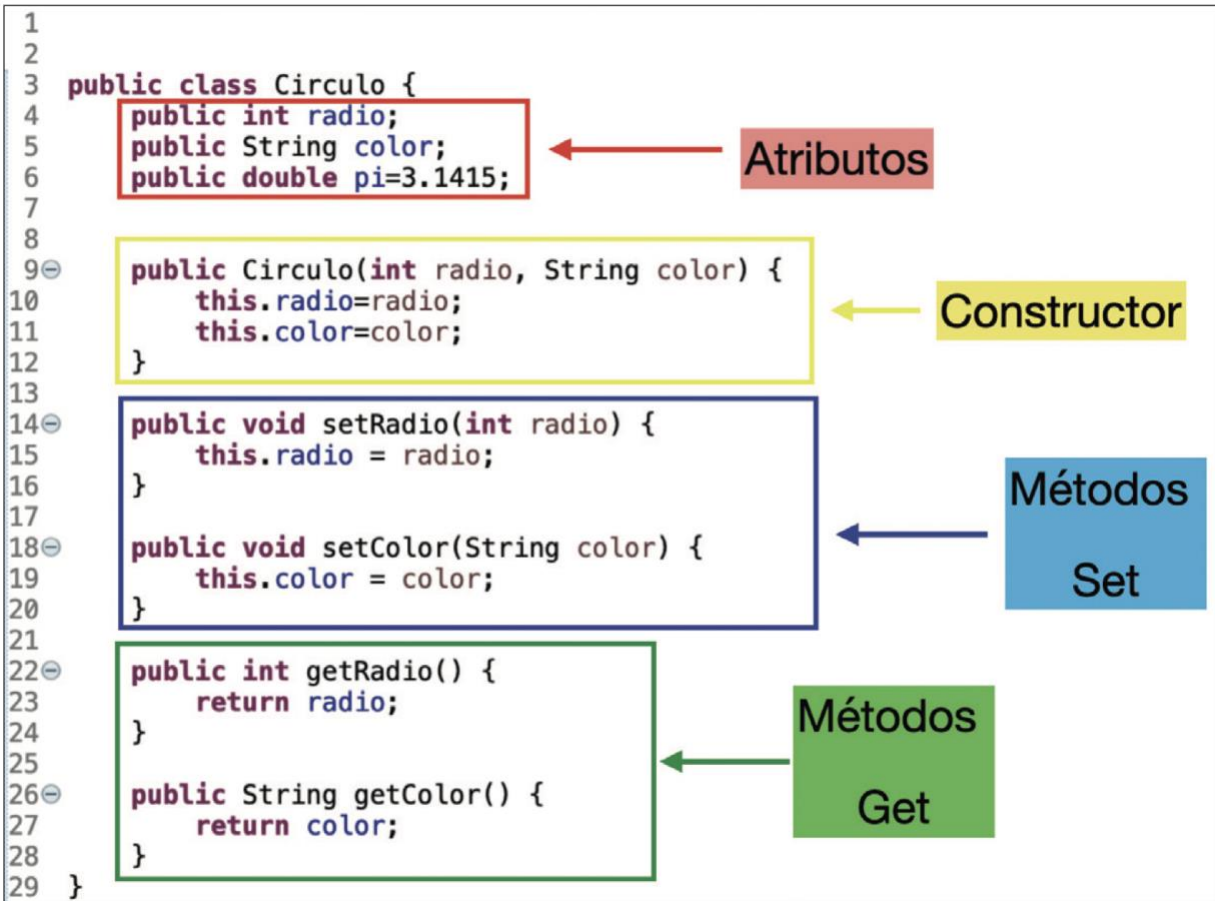 1
2
3 public class Circulo {
4 public int radio;
5 public String color;
6 public double pi=3.1415;
7
8
9 public Circulo(int radio, String color) {
10 this.radio=radio;
11 this.color=color;
12 }
13
14 public void setRadio(int radio) {
15 this.radio = radio;
16 }
17
18 public void setColor(String color) {
19 this.color = color;
20 }
21
22 public int getRadio() {
23 return radio;
24 }
25
26 public String getColor() {
27 return color;
28 }
29 }
Atributos
Constructor
Métodos
Set
Métodos
Get